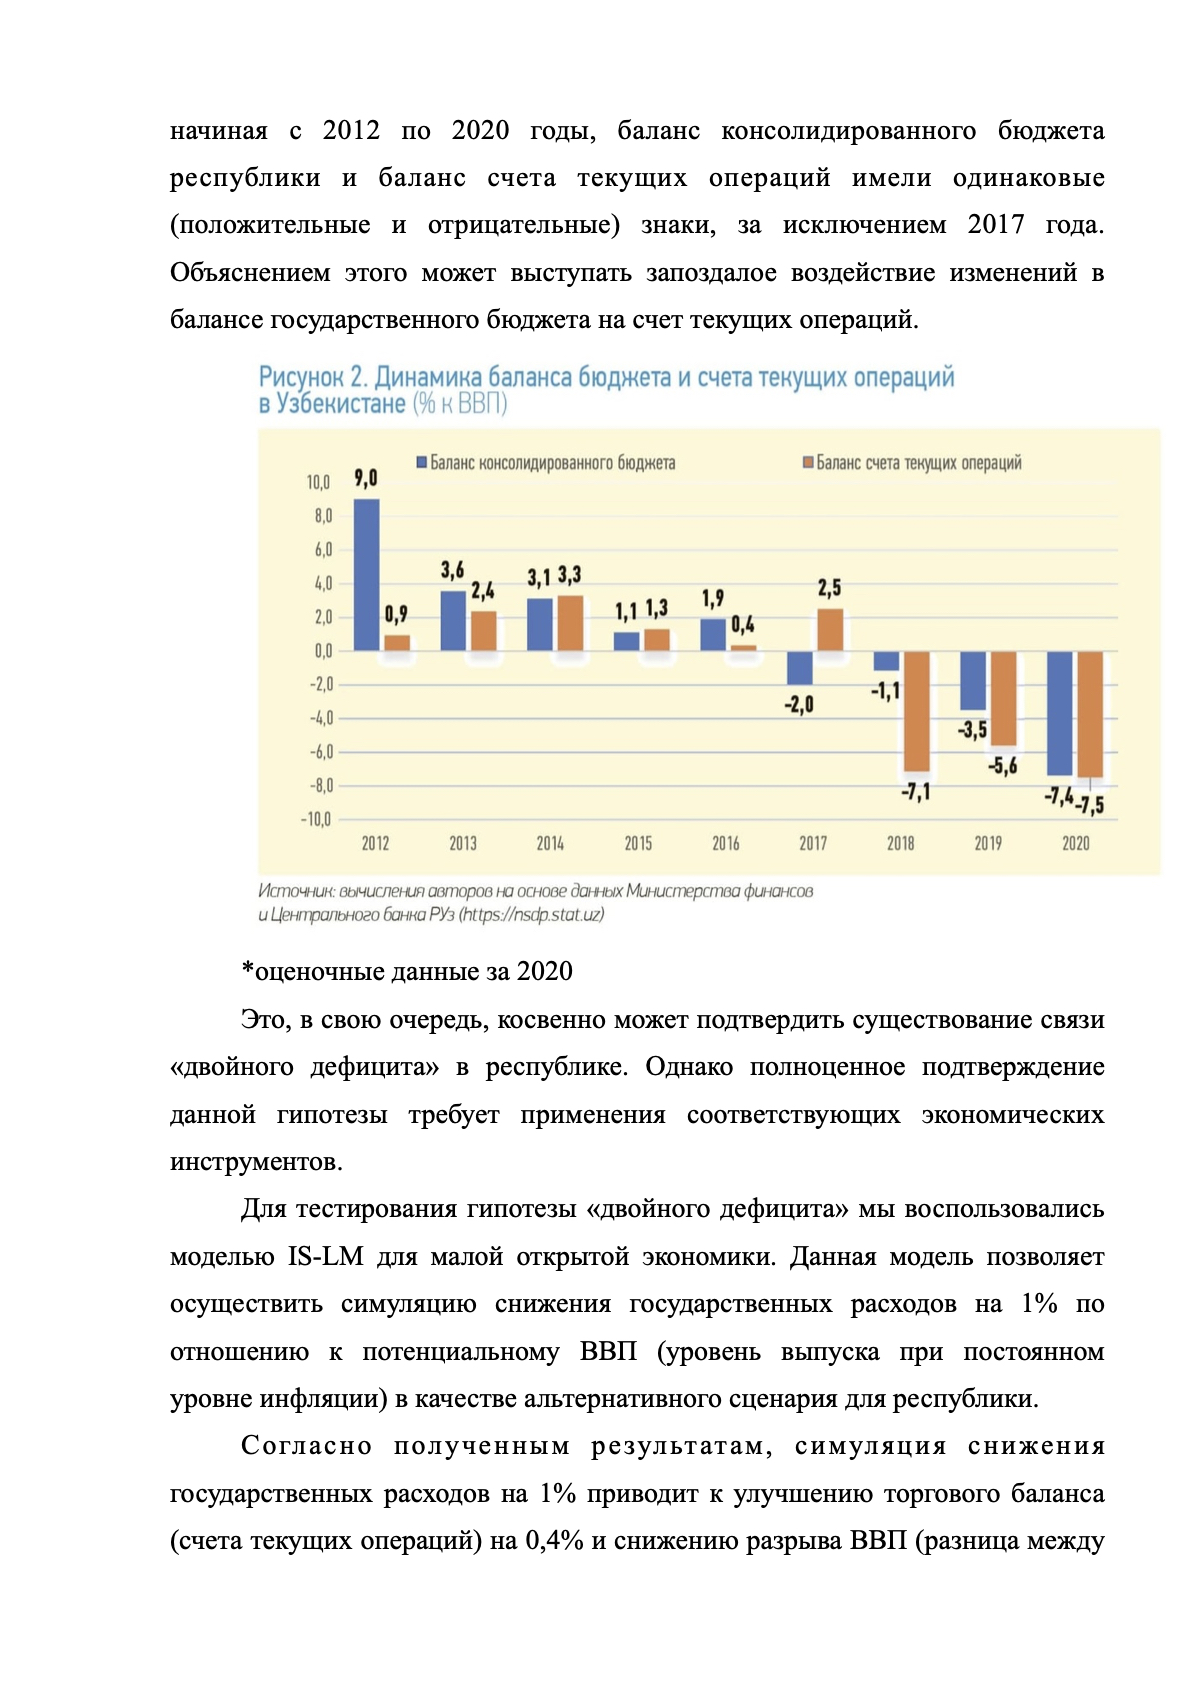 начиная с 2012 по 2020 годы, баланс консолидированного бюджета
республики и баланс счета текущих операций имели одинаковые
(положительные и отрицательные) знаки, за исключением 2017 года.
Объяснением этого может выступать запоздалое воздействие изменений в
балансе государственного бюджета на счет текущих операций.
Рисунок 2. Динамика баланса бюджета и счета текущих операций
в Узбекистане (% к ВВП)
Баланс консолидированного бюджета Баланс счета текущих операций
10,0
8,0
6,0
4,0
2,0
0,0
-2,0
-4,0
-6,0
-8,0
-10,0
9,0 0,9
3,6 2,4
3,1 3,3
1,1 1,3
1,9 0,4
-2,0 2,5
-1,1 -7,1
-3,5 -5,6
-7,4 -7,5
2012 2013 2014 2015 2016 2017 2018 2019 2020
Источник: вычисления авторов на основе данных Министерства финансов
и Центрального банка РУз (https://nsdp.stat.uz)
*оценочные данные за 2020
Это, в свою очередь, косвенно может подтвердить существование связи
«двойного дефицита» в республике. Однако полноценное подтверждение
данной гипотезы требует применения соответствующих экономических
инструментов.
Для тестирования гипотезы «двойного дефицита» мы воспользовались
моделью IS-LM для малой открытой экономики. Данная модель позволяет
осуществить симуляцию снижения государственных расходов на 1% по
отношению к потенциальному ВВП (уровень выпуска при постоянном
уровне инфляции) в качестве альтернативного сценария для республики.
Согласно полученным результатам, симуляция снижения
государственных расходов на 1% приводит к улучшению торгового баланса
(счета текущих операций) на 0,4% и снижению разрыва ВВП (разница между